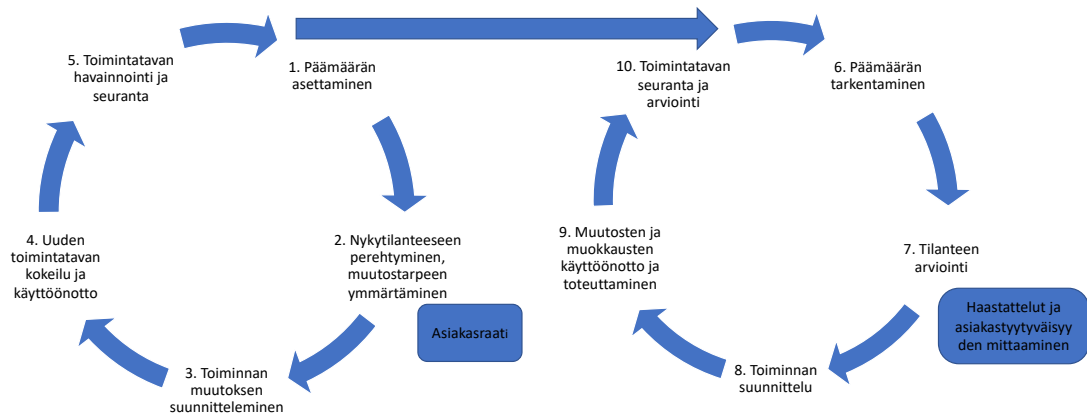 1. Päämäärän
asettaminen
2. Nykytilanteeseen
perehtyminen,
muutostarpeen
ymmärtäminen
Asiakasraati
3. Toiminnan
muutoksen
suunnitteleminen
4. Uuden
toimintatavan
kokeilu ja
käyttöönotto
5. Toimintatavan
havainnointi ja
seuranta
6. Päämäärän
tarkentaminen
7. Tilanteen
arviointi
Haastattelut ja
asiakastyytyväisyy
den mittaaminen
8. Toiminnan
suunnittelu
9. Muutosten ja
muokkausten
käyttöönotto ja
toteuttaminen
10. Toimintatavan
seuranta ja
arviointi